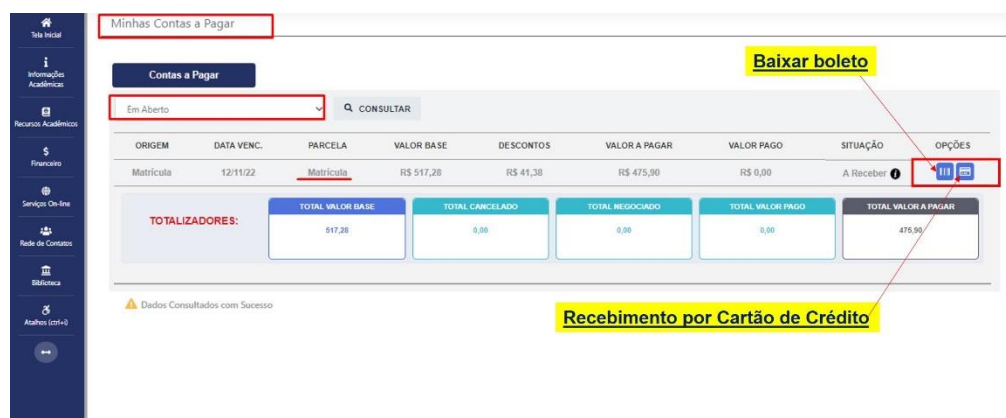 Minhas Contas a Pagar
Tela Inicial
Informações
Acadêmicas
Recursos Acadêmicos
Financeiro
Serviços On-line
Rede de Contatos
Biblioteca
Atalhos (ctrl+i)
Contas a Pagar
Baixar boleto
Em Aberto
CONSULTAR
ORIGEM DATA VENC. PARCELA VALOR BASE DESCONTOS VALOR A PAGAR VALOR PAGO SITUAÇÃO OPÇÕES
Matrícula 12/11/22 Matrícula R$ 517,28 R$ 41,38 R$ 475,90 R$ 0,00 A Receber
TOTALIZADORES:
TOTAL VALOR BASE TOTAL CANCELADO TOTAL NEGOCIADO TOTAL VALOR PAGO TOTAL VALOR A PAGAR
517,28 0,00 0,00 0,00 475,90
Dados Consultados com Sucesso
Recebimento por Cartão de Crédito